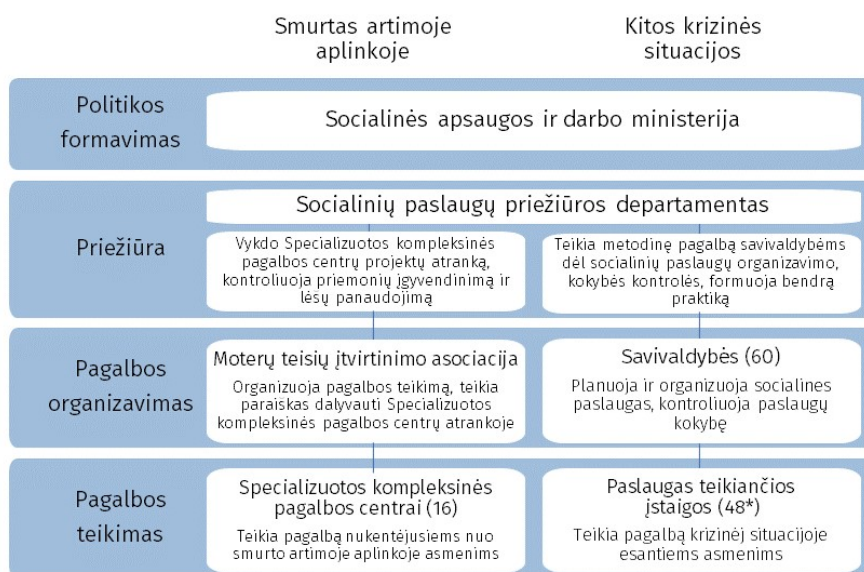 Smurtas artimoje
aplinkoje
Kitos krizinės
situacijos
Politikos
formavimas
Socialinės apsaugos ir darbo ministerija
Priežiūra
Socialinių paslaugų priežiūros departamentas
Vykdo Specializuotos kompleksinės
pagalbos centrų projektų atranką,
kontroliuoja priemonių įgyvendinimą ir
lėšų panaudojimą
Teikia metodinę pagalbą savivaldybėms
dėl socialinių paslaugų organizavimo,
kokybės kontrolės, formuoja bendrą
praktiką
Pagalbos
organizavimas
Moterų teisių įtvirtinimo asociacija
Organizuoja pagalbos teikimą, teikia
paraiškas dalyvauti Specializuotos
kompleksinės pagalbos centrų atrankoje
Savivaldybės (60)
Planuoja ir organizuoja socialines
paslaugas, kontroliuoja paslaugų
kokybę
Pagalbos
teikimas
Specializuotos kompleksinės
pagalbos centrai (16)
Teikia pagalbą nukentėjusiems nuo
smurto artimoje aplinkoje asmenims
Paslaugas teikiančios
įstaigos (48*)
Teikia pagalbą krizinėj situacijoje
esantiems asmenims